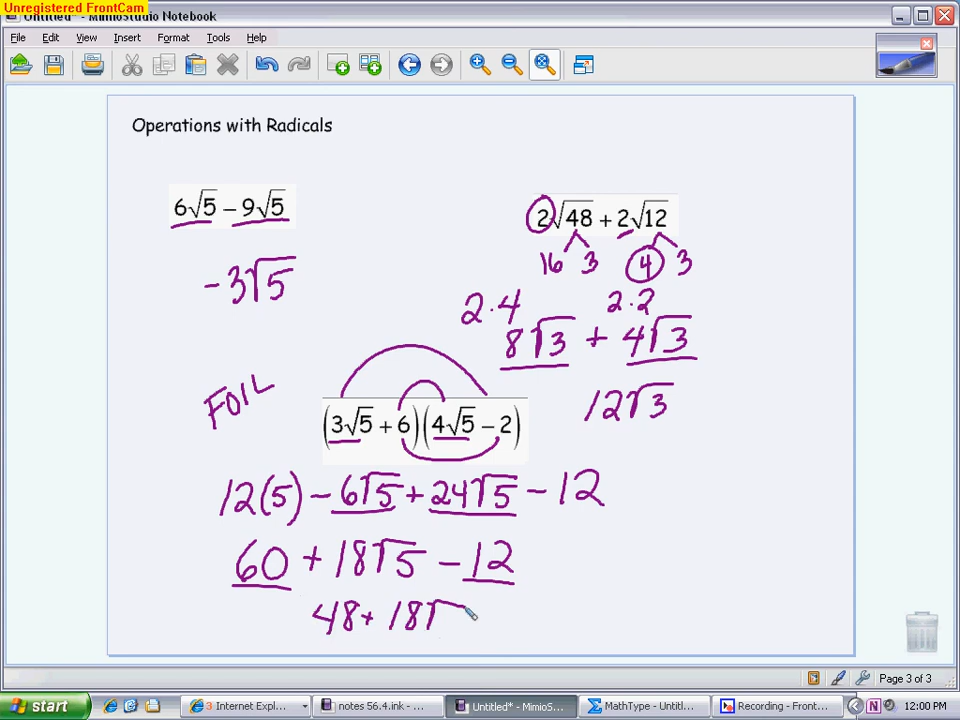 Unregistered FrontCam
Untitled* - MimioStudio Notebook
File Edit View Insert Format Tools Help
Operations with Radicals
6√5 − 9√5
-3√5
2√48 + 2√12
16 3 4 3
2·4 2·2
8√3 + 4√3
12√3
FOIL
(3√5 + 6)(4√5 − 2)
12(5) - 6√5 + 24√5 - 12
60 + 18√5 - 12
48 + 18√
Page 3 of 3
start 3 Internet Expl... notes 56.4.ink - ... Untitled* - MimioS... MathType - Untitl... Recording - Front... N 12:00 PM